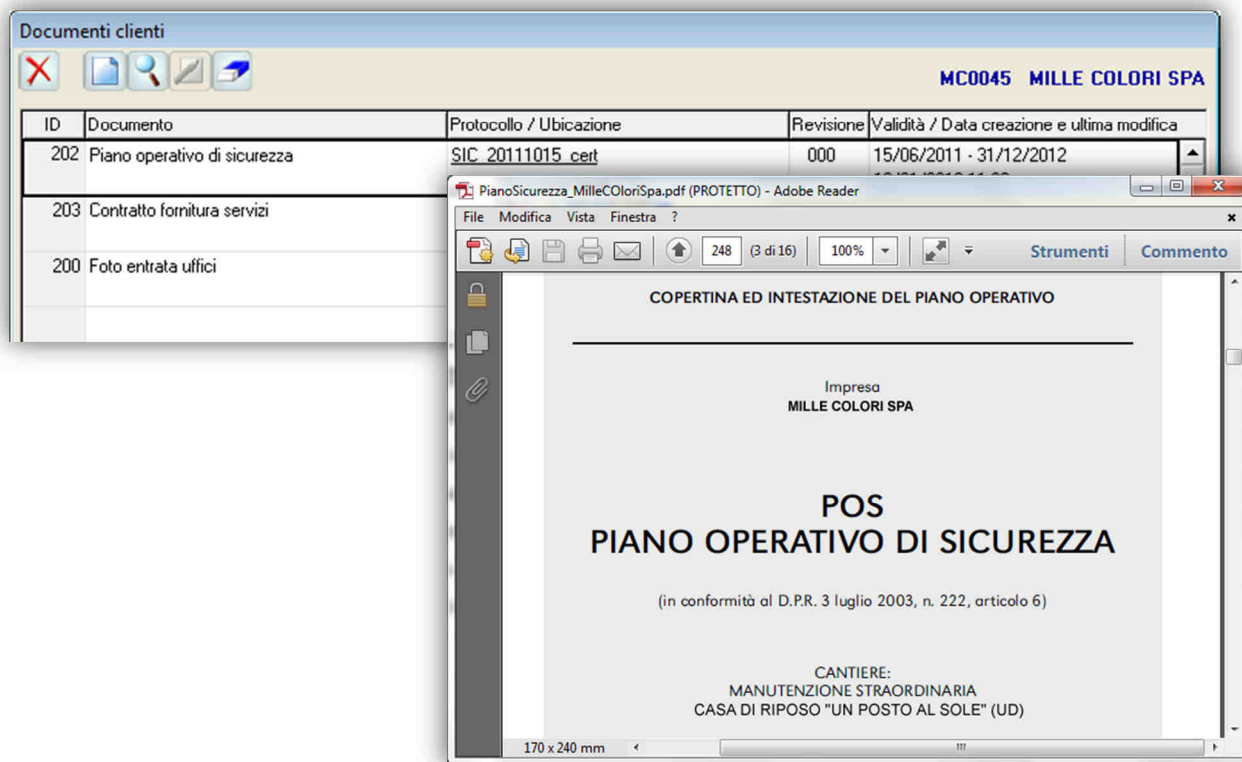 Documenti clienti
MC0045 MILLE COLORI SPA
ID Documento Protocollo / Ubicazione Revisione Validità / Data creazione e ultima modifica
202 Piano operativo di sicurezza SIC_20111015_cert 000 15/06/2011 - 31/12/2012
203 Contratto fornitura servizi
200 Foto entrata uffici
PianoSicurezza_MilleCOloriSpa.pdf (PROTETTO) - Adobe Reader
File Modifica Vista Finestra ?
248 (3 di 16) 100% Strumenti Commento
COPERTINA ED INTESTAZIONE DEL PIANO OPERATIVO
Impresa
MILLE COLORI SPA
POS
PIANO OPERATIVO DI SICUREZZA
(in conformità al D.P.R. 3 luglio 2003, n. 222, articolo 6)
CANTIERE:
MANUTENZIONE STRAORDINARIA
CASA DI RIPOSO "UN POSTO AL SOLE" (UD)
170 x 240 mm